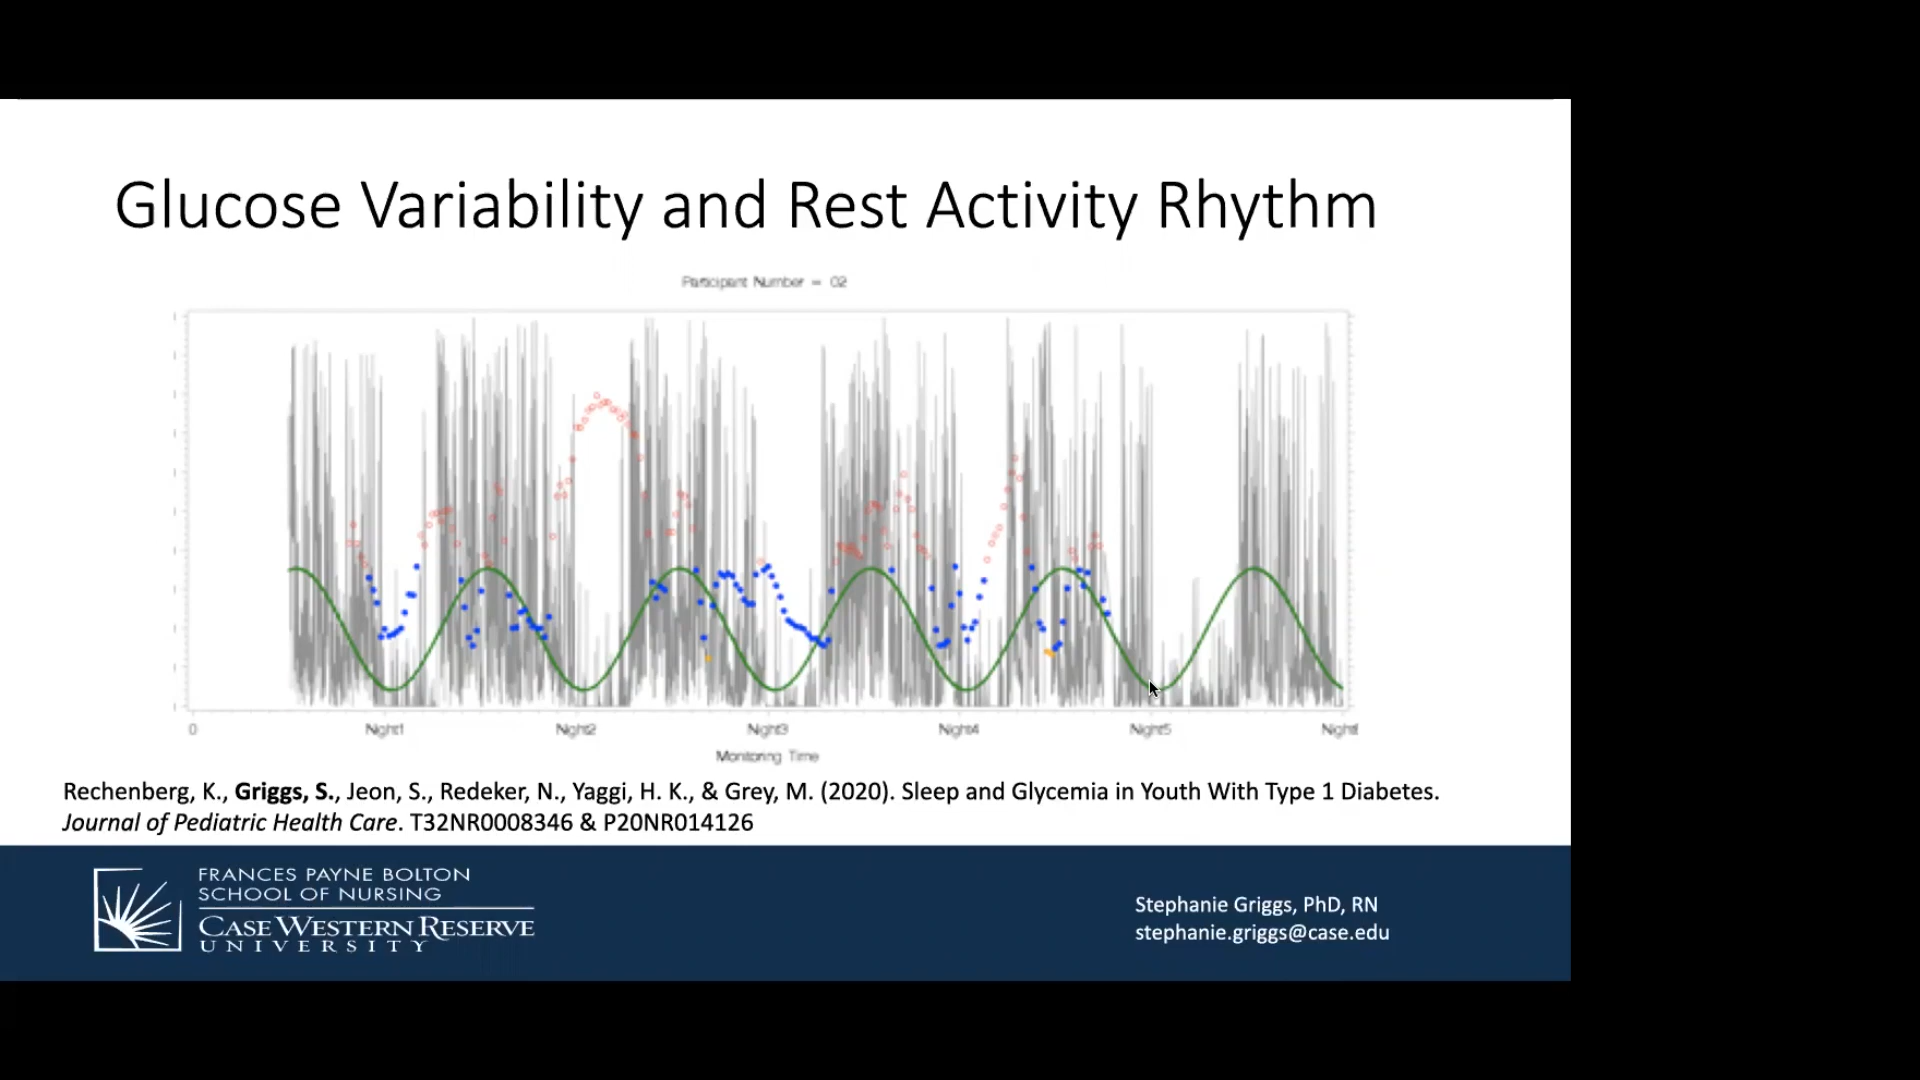 Glucose Variability and Rest Activity Rhythm
Participant Number = 02
0 Night1 Night2 Night3 Night4 Night5
Monitoring Time
Rechenberg, K., Griggs, S., Jeon, S., Redeker, N., Yaggi, H. K., & Grey, M. (2020). Sleep and Glycemia in Youth With Type 1 Diabetes.
Journal of Pediatric Health Care. T32NR0008346 & P20NR014126
FRANCES PAYNE BOLTON
SCHOOL OF NURSING
CASE WESTERN RESERVE
UNIVERSITY
Stephanie Griggs, PhD, RN
stephanie.griggs@case.edu